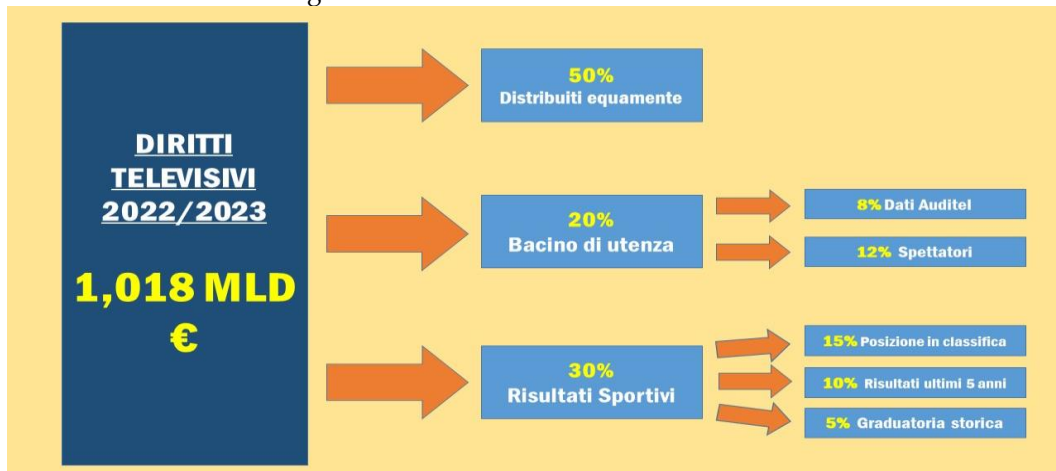 DIRITTI
TELEVISIVI
2022/2023
1,018 MLD
€
50%
Distribuiti equamente
20%
Bacino di utenza
8% Dati Auditel
12% Spettatori
30%
Risultati Sportivi
15% Posizione in classifica
10% Risultati ultimi 5 anni
5% Graduatoria storica